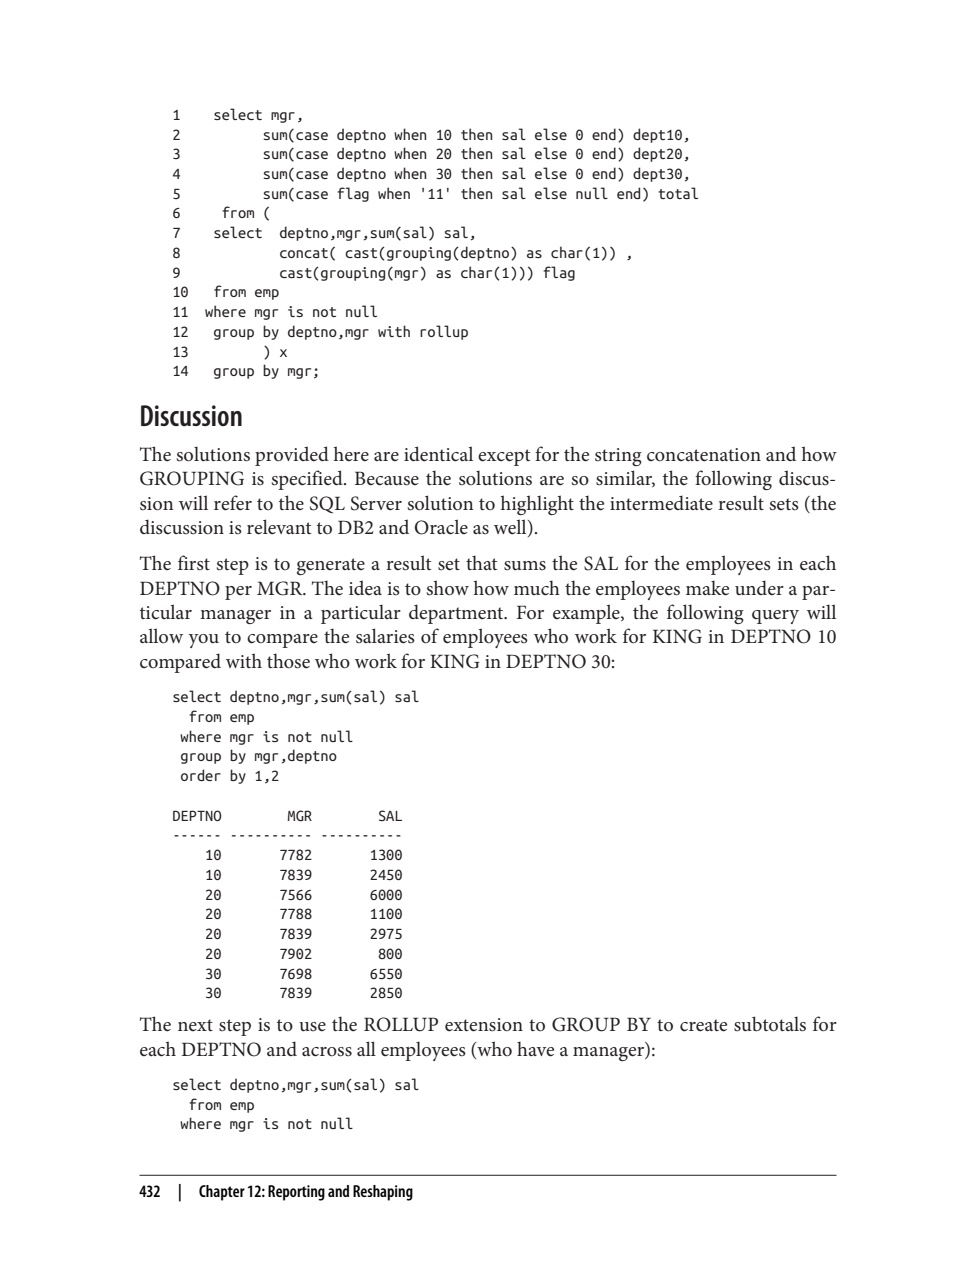 1    select mgr,
2          sum(case deptno when 10 then sal else 0 end) dept10,
3          sum(case deptno when 20 then sal else 0 end) dept20,
4          sum(case deptno when 30 then sal else 0 end) dept30,
5          sum(case flag when '11' then sal else null end) total
6     from (
7    select  deptno,mgr,sum(sal) sal,
8            concat( cast(grouping(deptno) as char(1)) ,
9            cast(grouping(mgr) as char(1))) flag
10   from emp
11  where mgr is not null
12   group by deptno,mgr with rollup
13         ) x
14   group by mgr;
Discussion
The solutions provided here are identical except for the string concatenation and how
GROUPING is specified. Because the solutions are so similar, the following discus-
sion will refer to the SQL Server solution to highlight the intermediate result sets (the
discussion is relevant to DB2 and Oracle as well).
The first step is to generate a result set that sums the SAL for the employees in each
DEPTNO per MGR. The idea is to show how much the employees make under a par-
ticular manager in a particular department. For example, the following query will
allow you to compare the salaries of employees who work for KING in DEPTNO 10
compared with those who work for KING in DEPTNO 30:
select deptno,mgr,sum(sal) sal
  from emp
 where mgr is not null
 group by mgr,deptno
 order by 1,2
DEPTNO        MGR        SAL
------ ---------- ----------
    10       7782       1300
    10       7839       2450
    20       7566       6000
    20       7788       1100
    20       7839       2975
    20       7902        800
    30       7698       6550
    30       7839       2850
The next step is to use the ROLLUP extension to GROUP BY to create subtotals for
each DEPTNO and across all employees (who have a manager):
select deptno,mgr,sum(sal) sal
  from emp
 where mgr is not null
432 | Chapter 12: Reporting and Reshaping